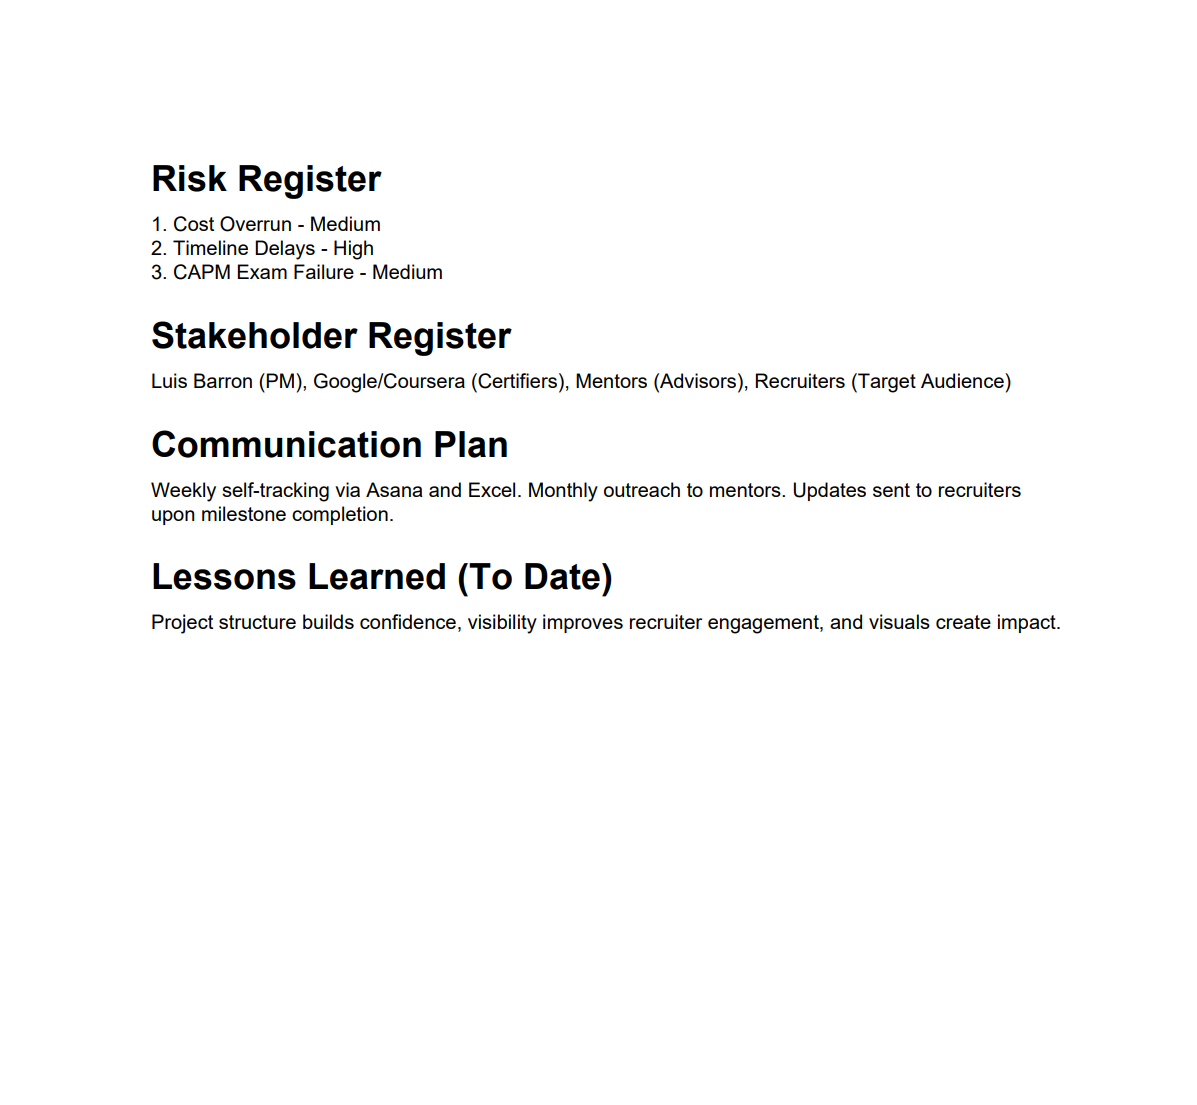 Risk Register
1. Cost Overrun - Medium
2. Timeline Delays - High
3. CAPM Exam Failure - Medium
Stakeholder Register
Luis Barron (PM), Google/Coursera (Certifiers), Mentors (Advisors), Recruiters (Target Audience)
Communication Plan
Weekly self-tracking via Asana and Excel. Monthly outreach to mentors. Updates sent to recruiters
upon milestone completion.
Lessons Learned (To Date)
Project structure builds confidence, visibility improves recruiter engagement, and visuals create impact.